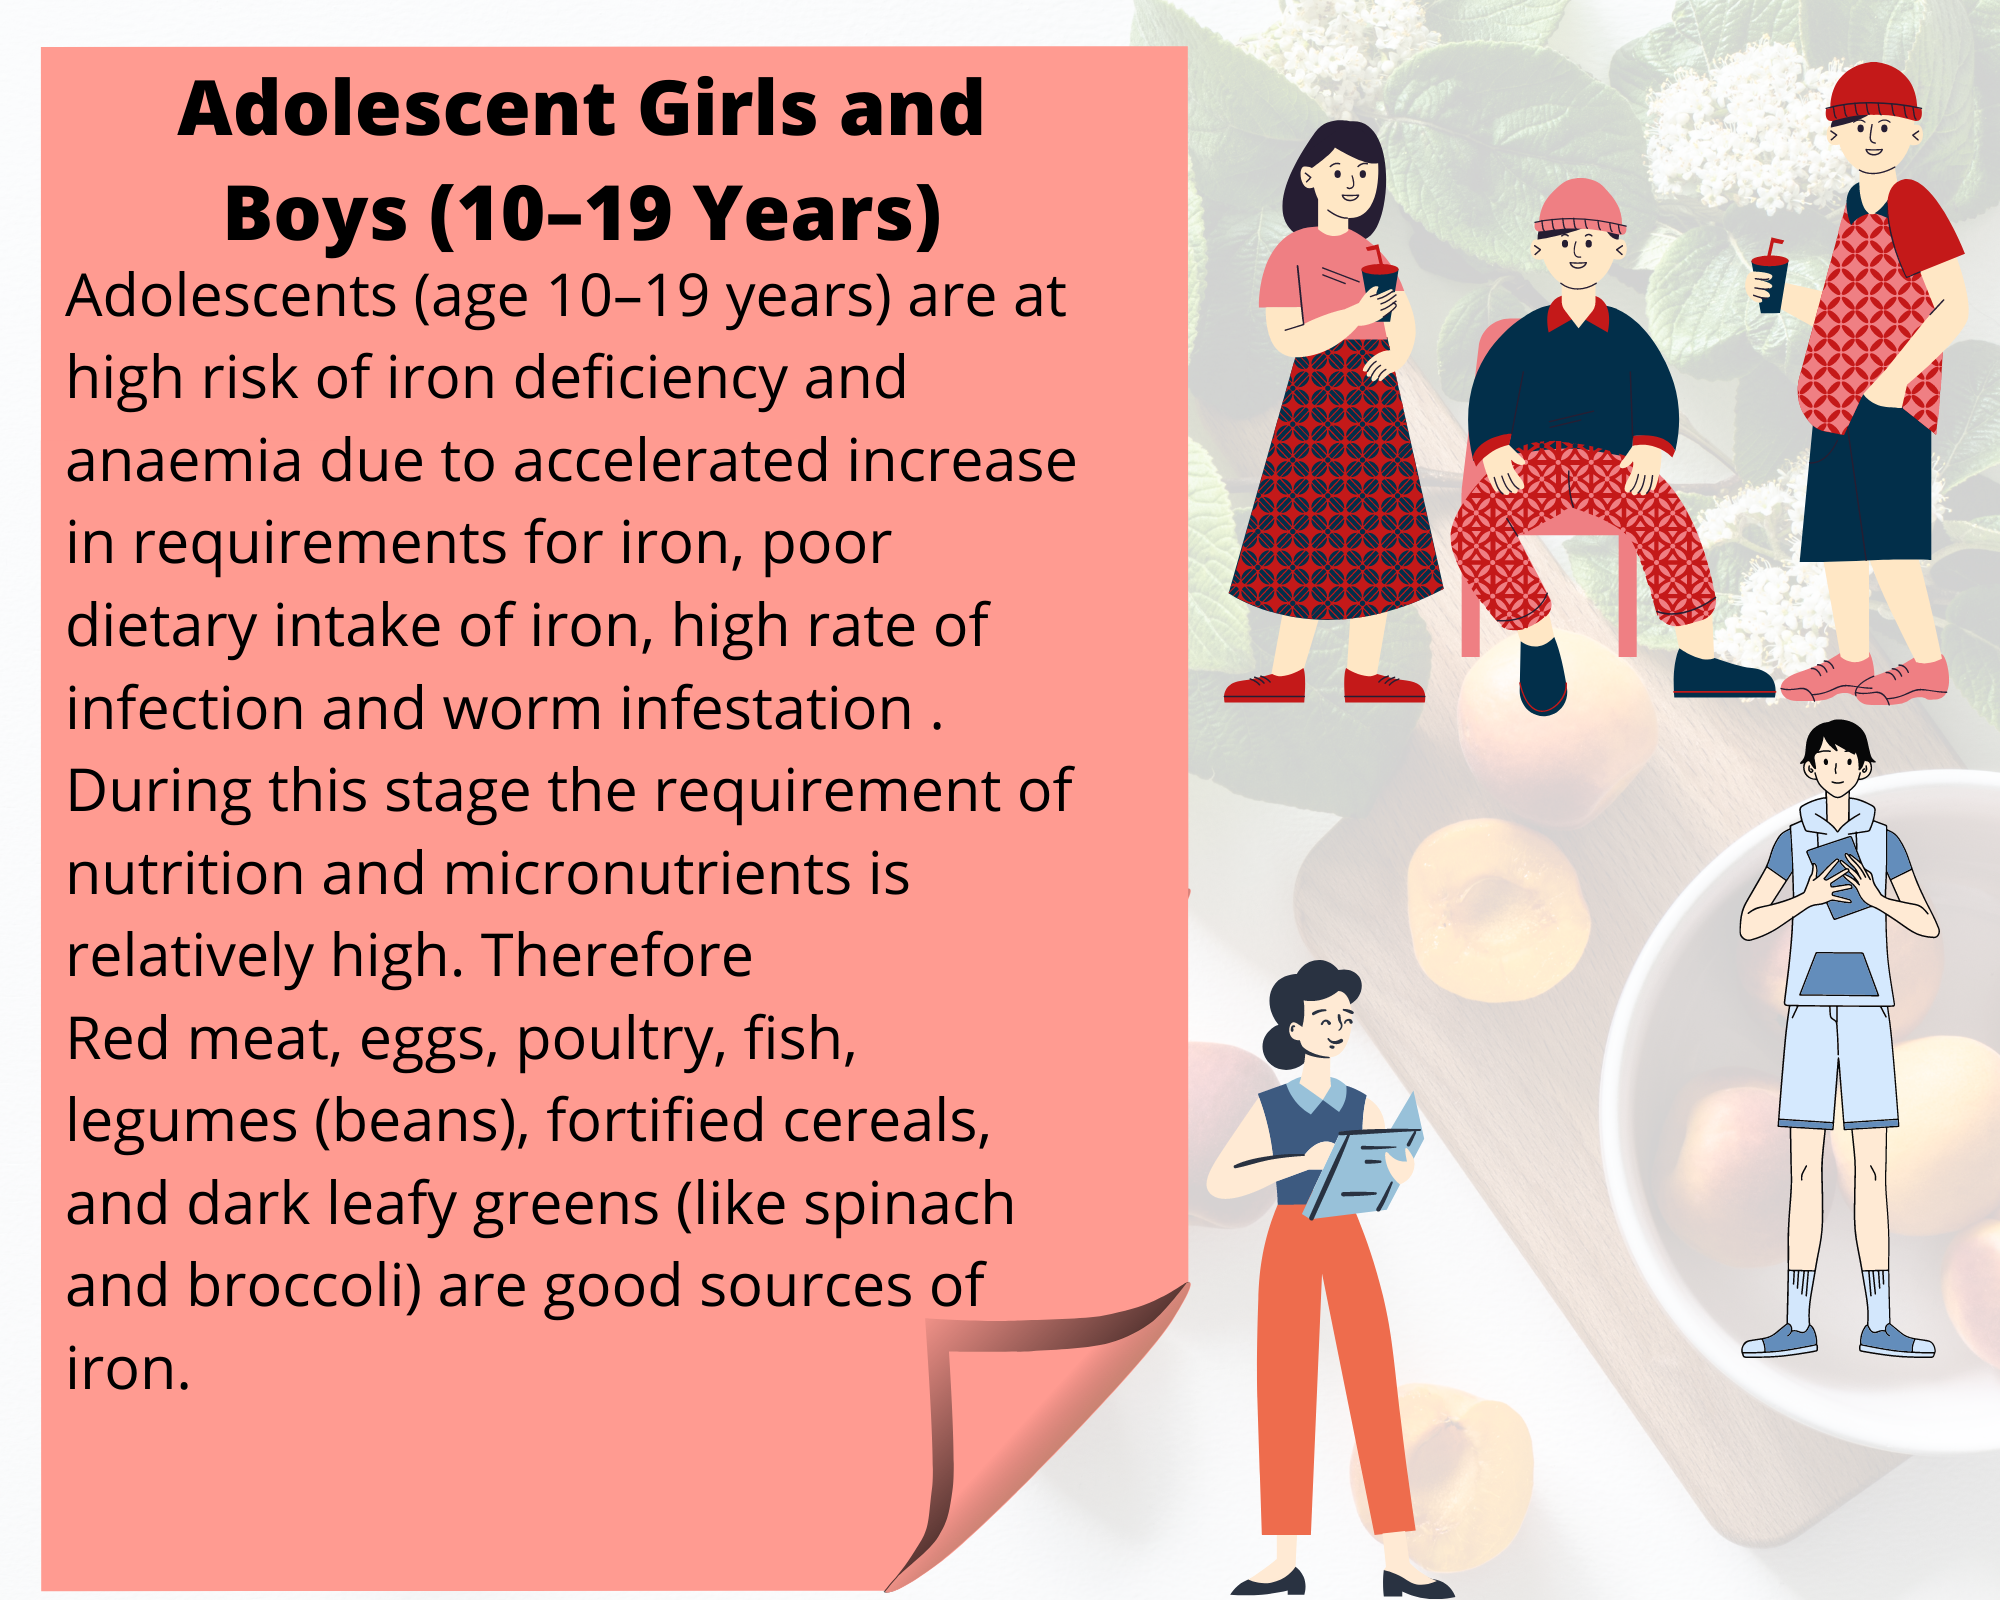 Adolescent Girls and
Boys (10–19 Years)
Adolescents (age 10–19 years) are at
high risk of iron deficiency and
anaemia due to accelerated increase
in requirements for iron, poor
dietary intake of iron, high rate of
infection and worm infestation .
During this stage the requirement of
nutrition and micronutrients is
relatively high. Therefore
Red meat, eggs, poultry, fish,
legumes (beans), fortified cereals,
and dark leafy greens (like spinach
and broccoli) are good sources of
iron.